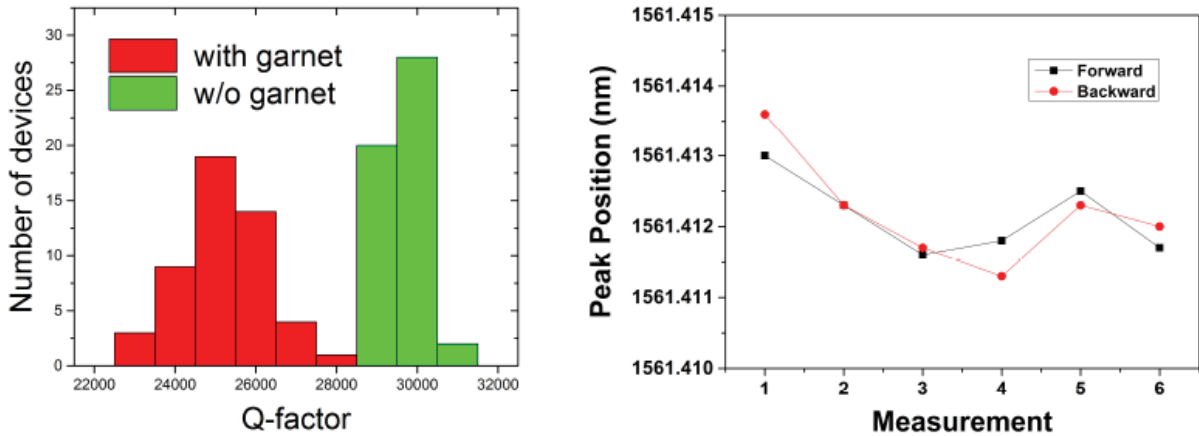 30
25
20
15
10
5
0
Number of devices
with garnet
w/o garnet
22000 24000 26000 28000 30000 32000
Q-factor
1561.415
1561.414
1561.413
1561.412
1561.411
1561.410
Peak Position (nm)
Forward
Backward
1 2 3 4 5 6
Measurement